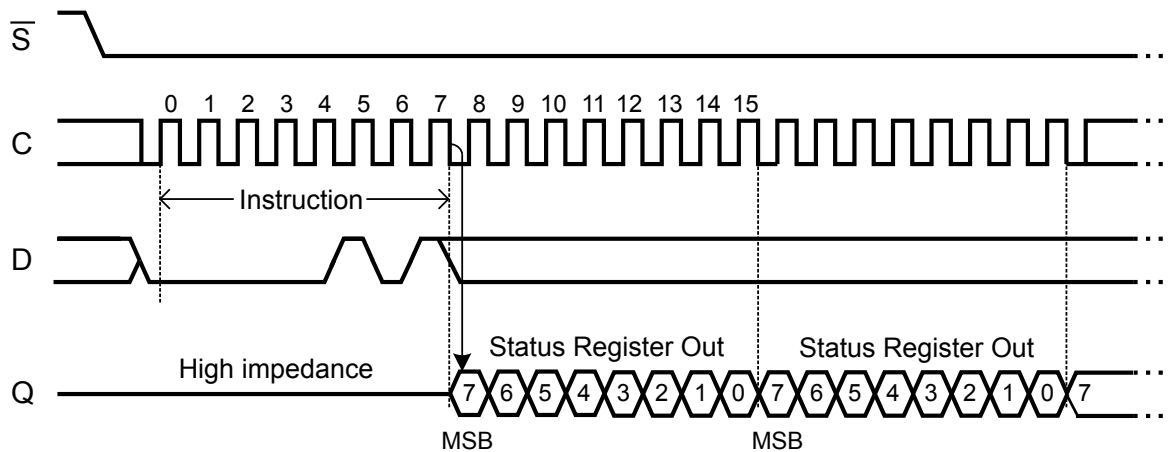 S̅
0 1 2 3 4 5 6 7 8 9 10 11 12 13 14 15
C
Instruction
D
Status Register Out Status Register Out
High impedance
Q 7 6 5 4 3 2 1 0 7 6 5 4 3 2 1 0 7
MSB MSB